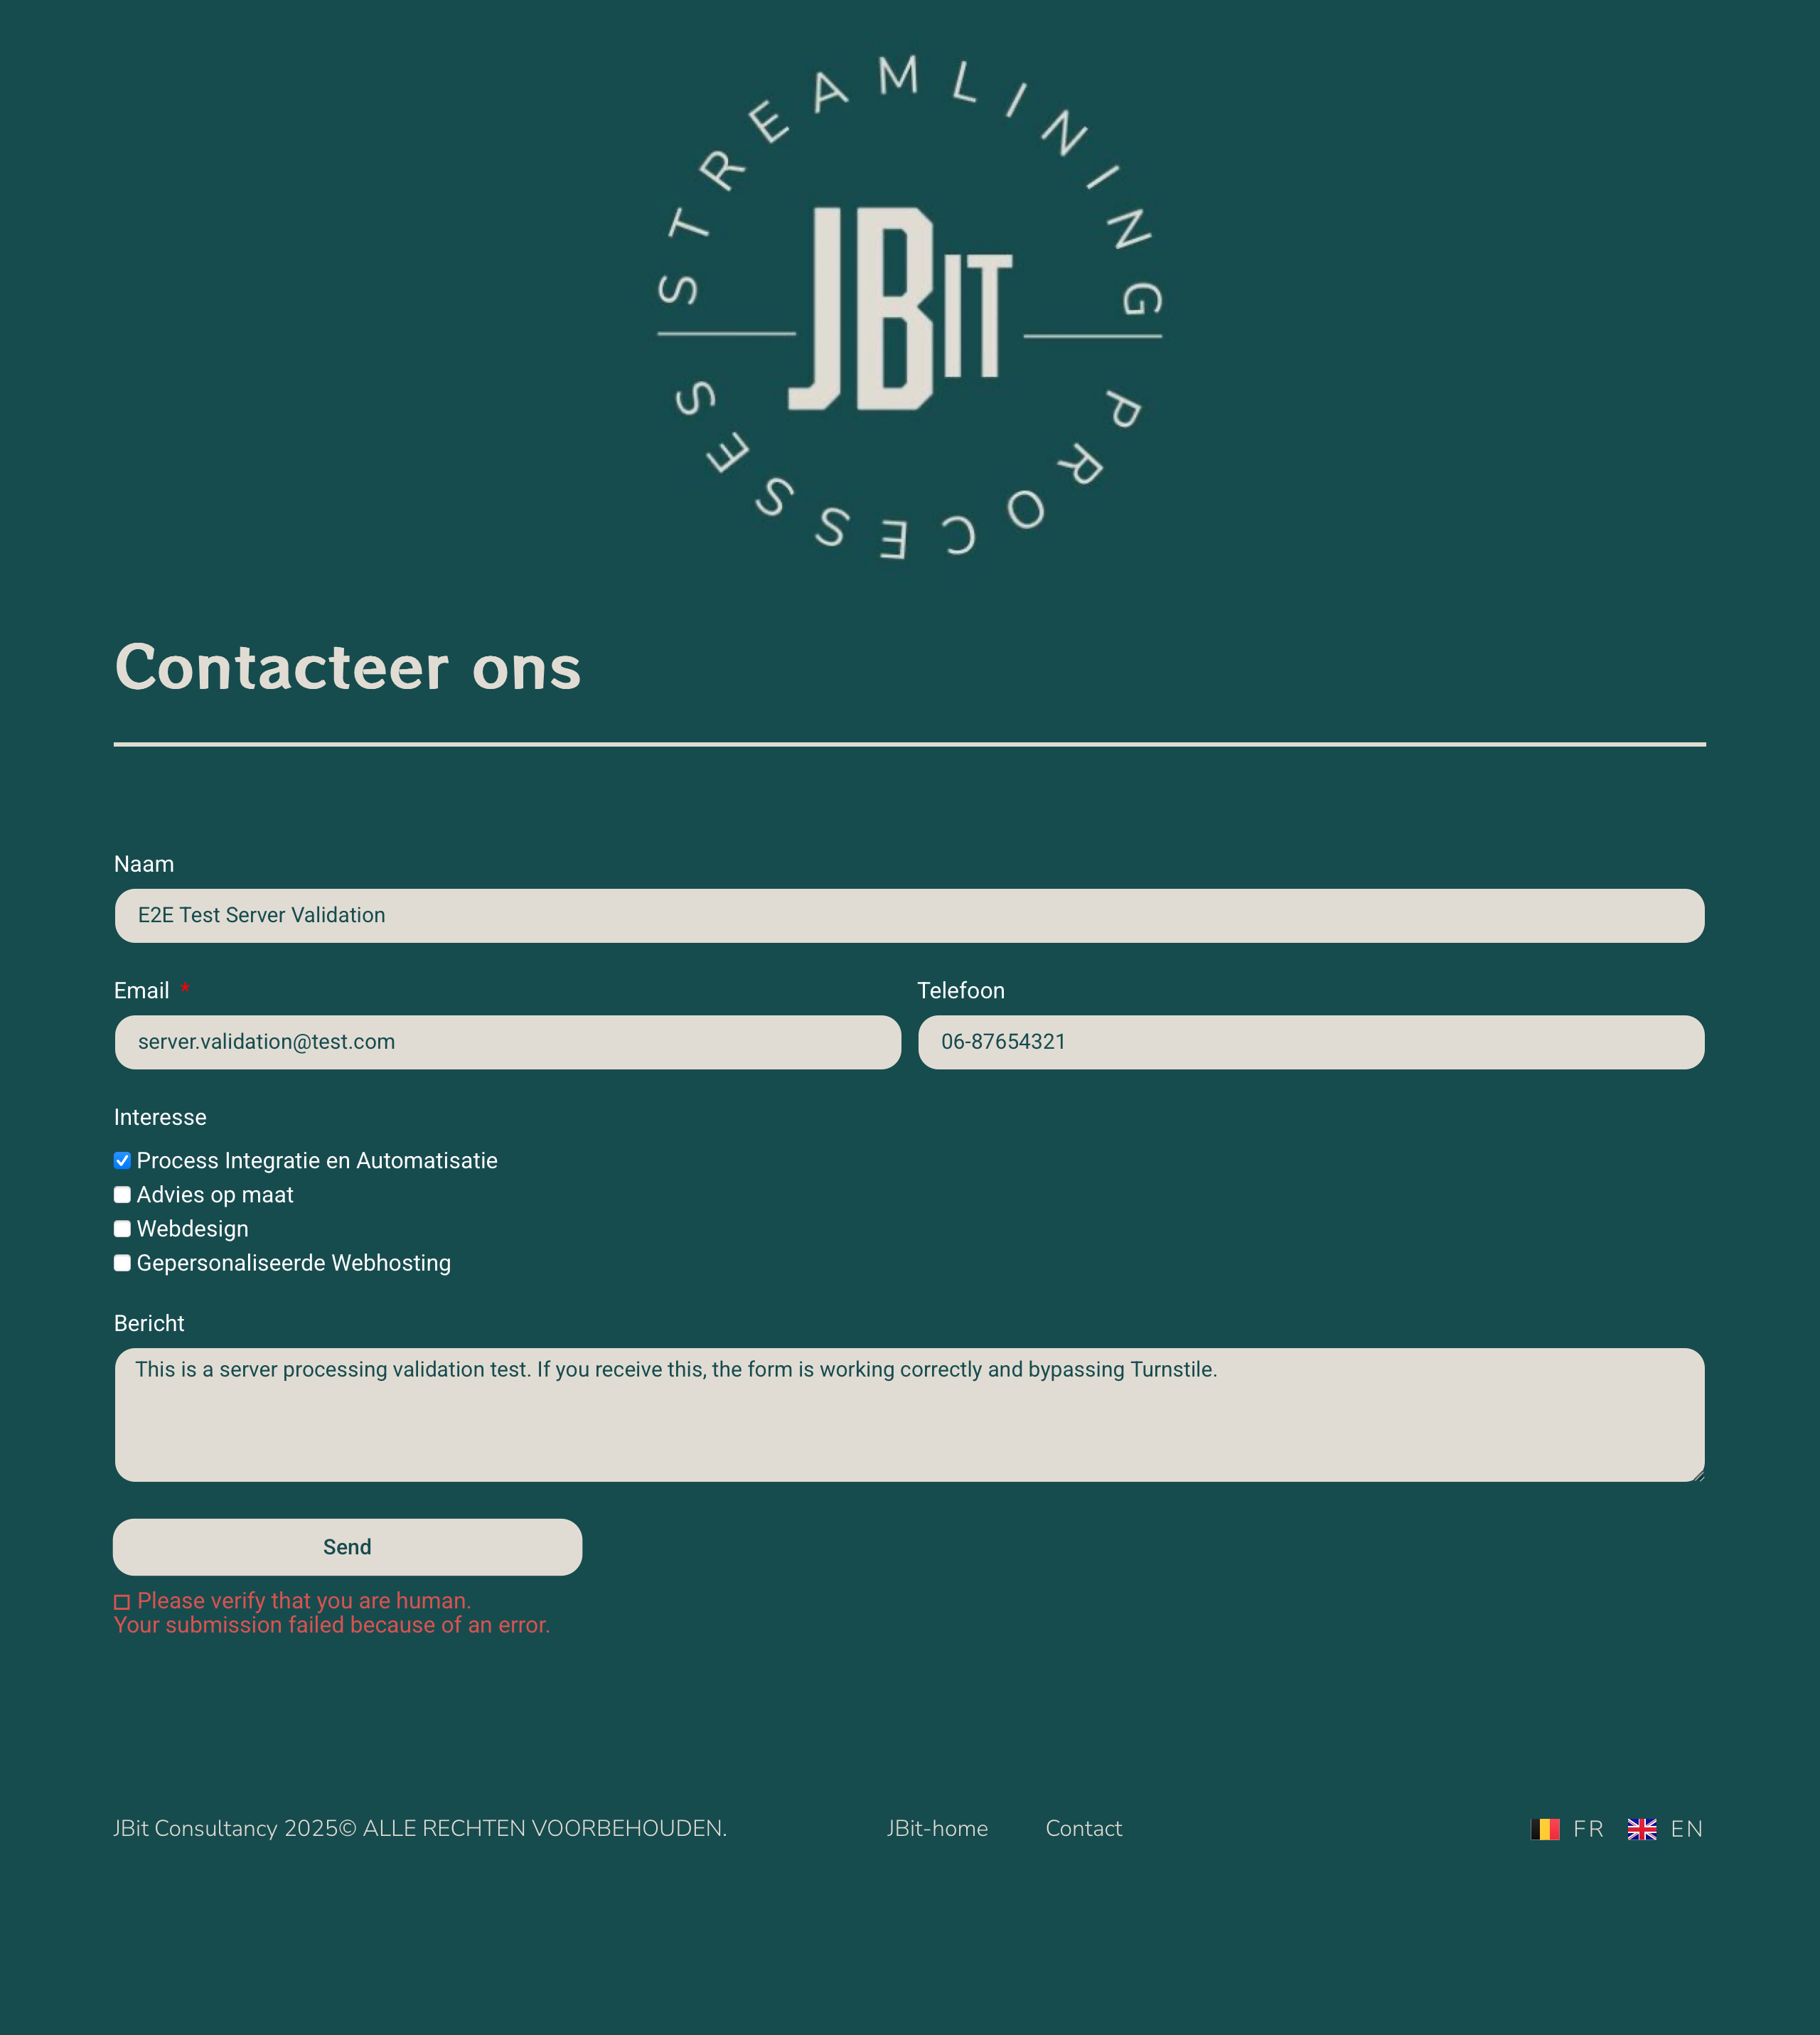 STREAMLINING
JBIT
PROCESSES
Contacteer ons
Naam
E2E Test Server Validation
Email *
Telefoon
server.validation@test.com
06-87654321
Interesse
Process Integratie en Automatisatie
Advies op maat
Webdesign
Gepersonaliseerde Webhosting
Bericht
This is a server processing validation test. If you receive this, the form is working correctly and bypassing Turnstile.
Send
Please verify that you are human.
Your submission failed because of an error.
JBit Consultancy 2025© ALLE RECHTEN VOORBEHOUDEN.
JBit-home
Contact
FR
EN